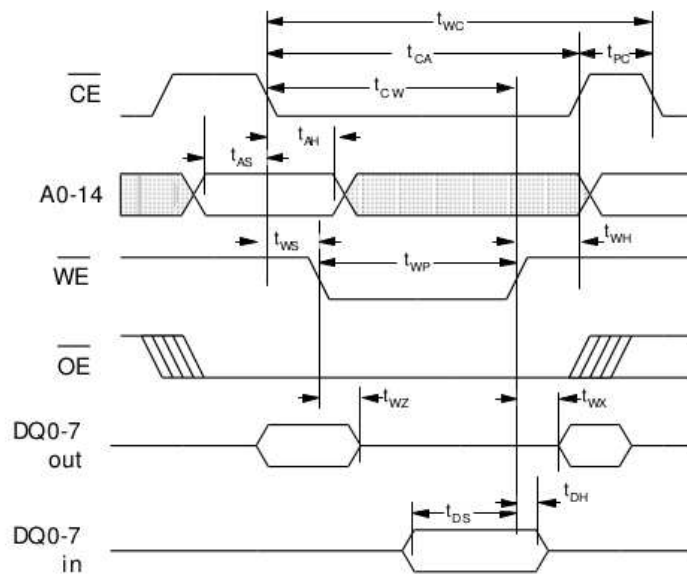 tWC
tCA tPC
tCW
CE
tAH
tAS
A0-14
tWS tWH
tWP
WE
OE
tWZ tWX
DQ0-7
out
tDH
tDS
DQ0-7
in